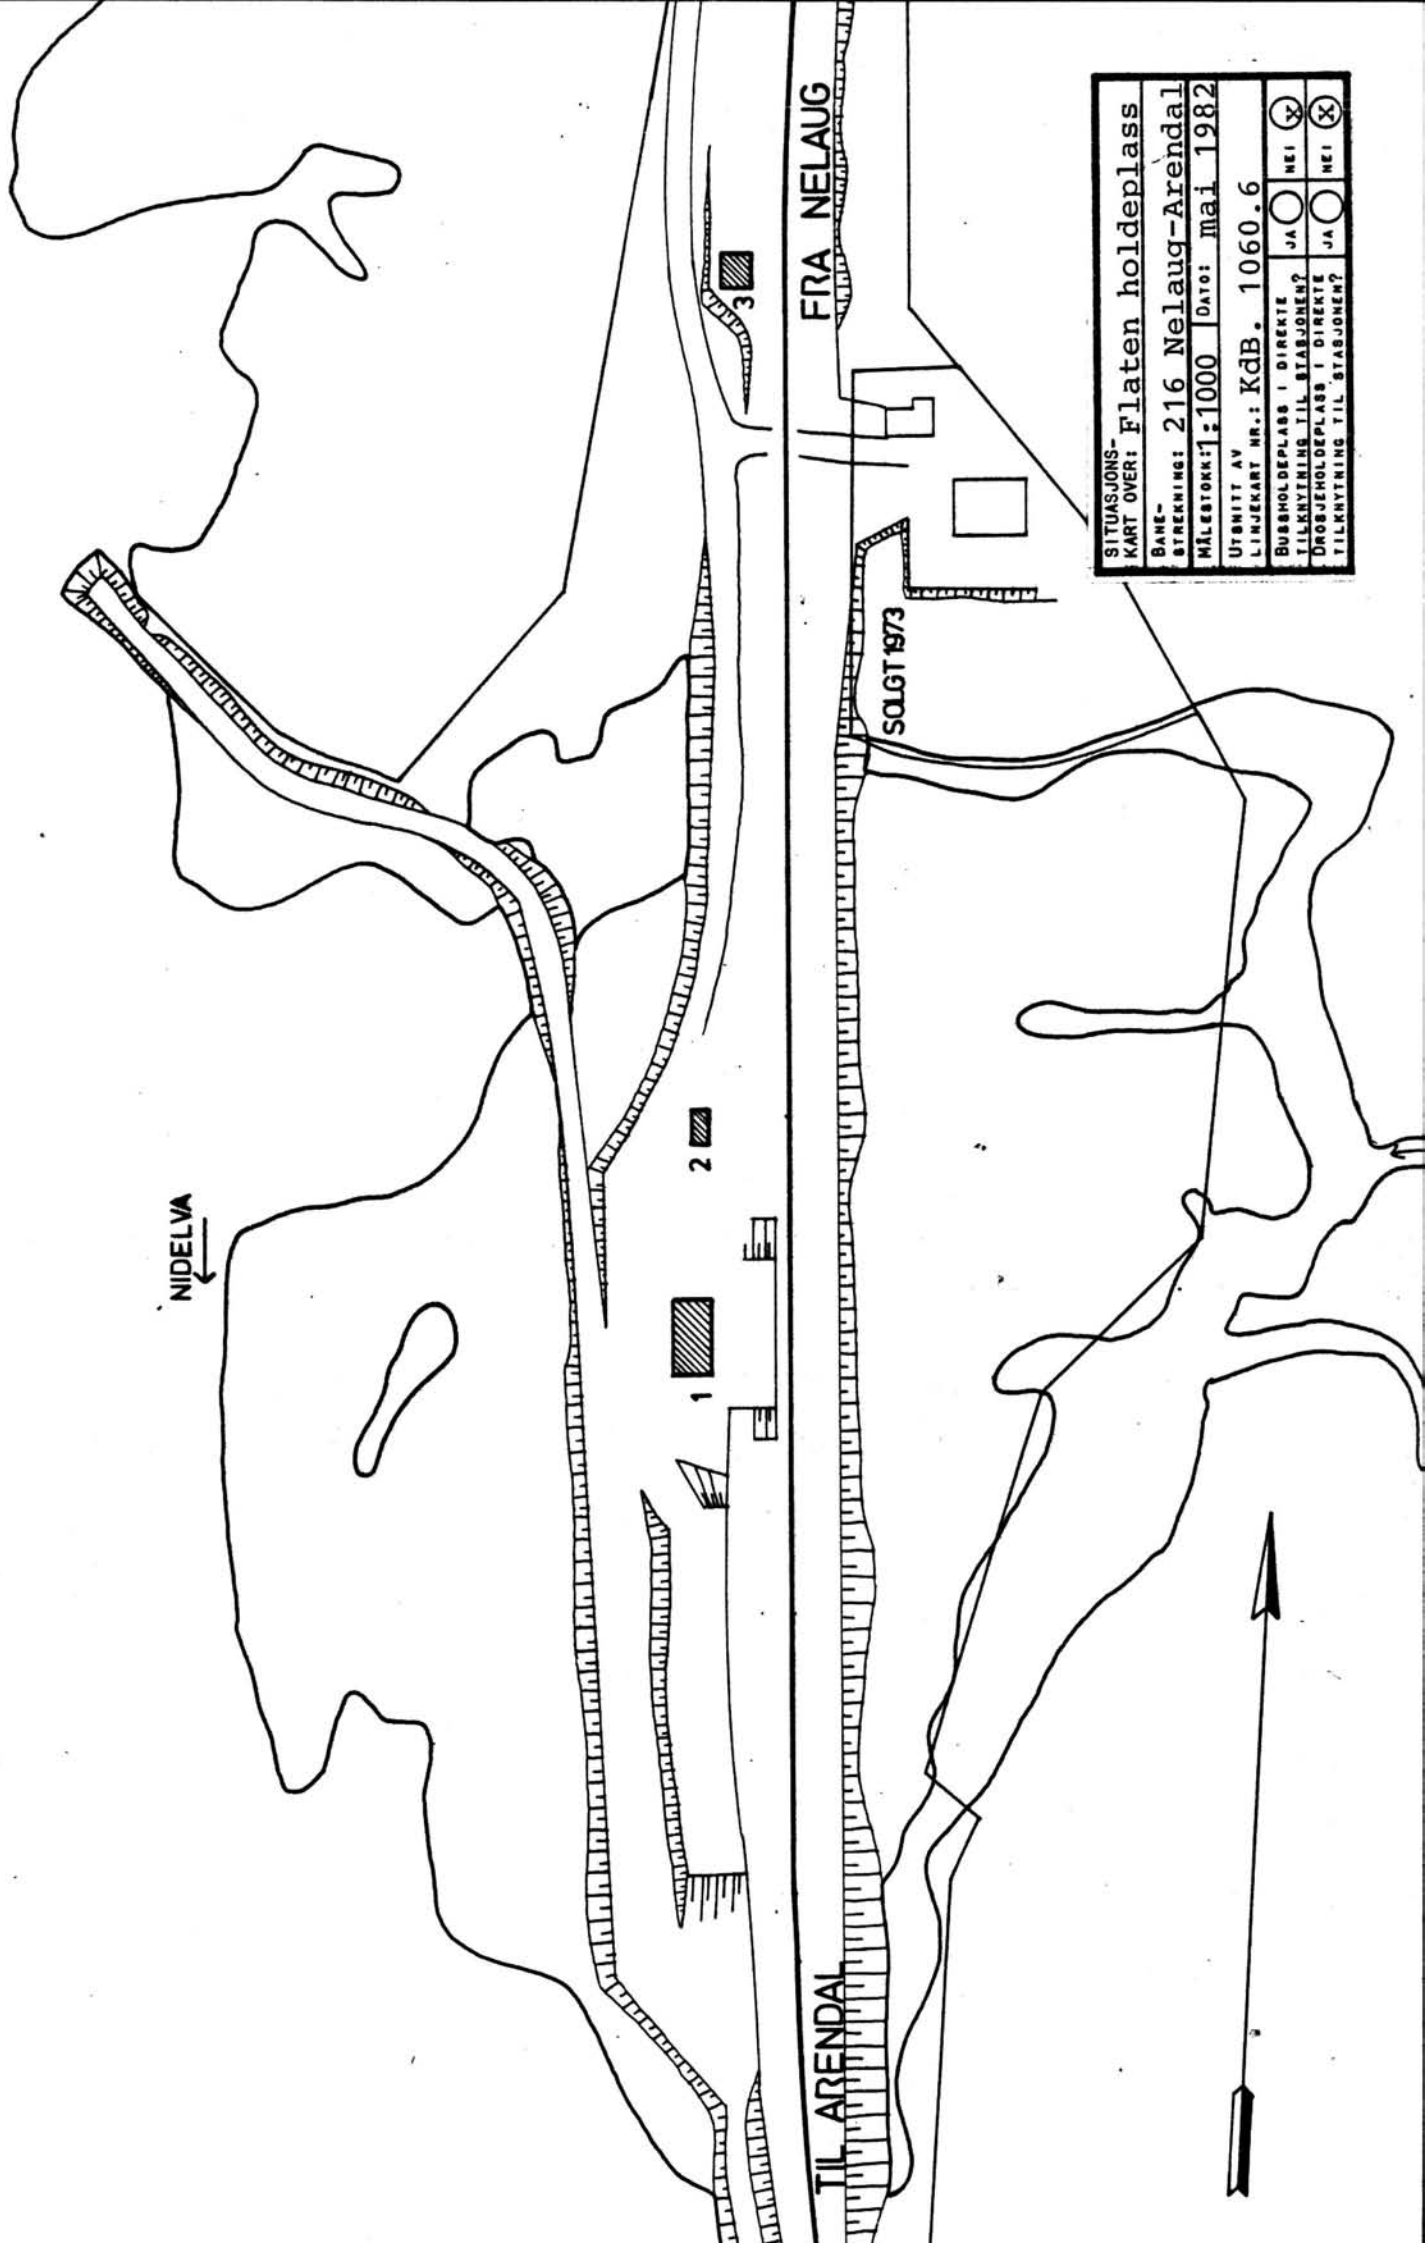 NIDELVA
1
2
3
FRA NELAUG
TIL ARENDAL
SOLGT 1973
SITUASJONS-
KART OVER: Flaten holdeplass
BANE-
STREKNING: 216 Nelaug-Arendal
MÅLESTOKK: 1:1000 DATO: mai 1982
UTSNITT AV
LINJEKART NR.: KdB. 1060.6
BUSSHOLDEPLASS I DIREKTE
TILKNYTNING TIL STASJONEN? JA NEI X
DROSJEHOLDEPLASS I DIREKTE
TILKNYTNING TIL STASJONEN? JA NEI X